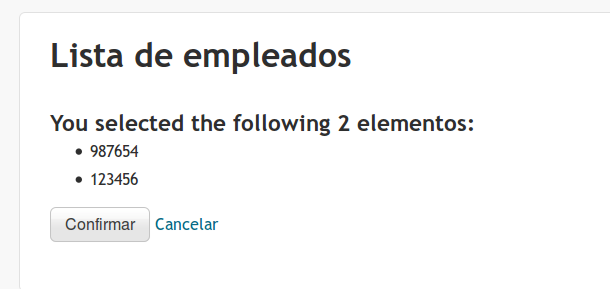 Lista de empleados
You selected the following 2 elementos:
987654
123456
Confirmar Cancelar